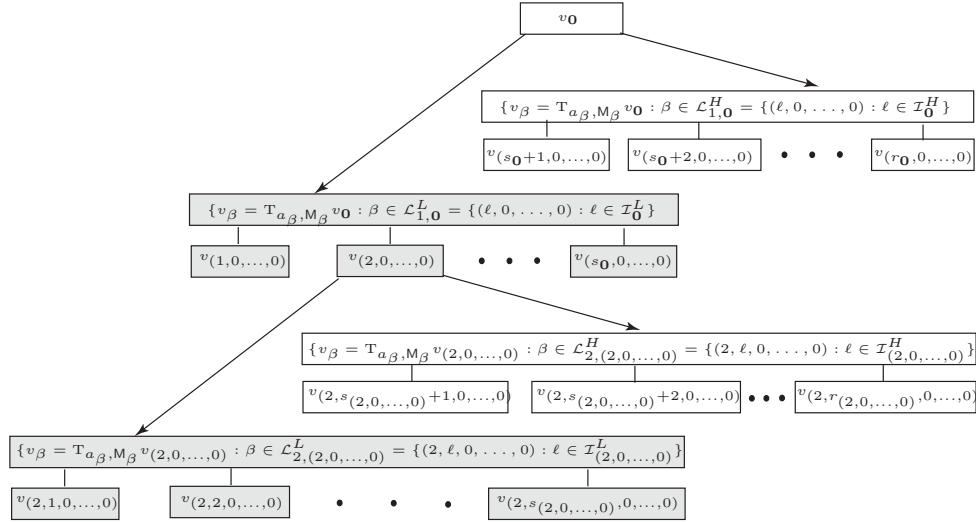 v_𝟎
{v_β = T_{a_β,M_β} v_𝟎 : β ∈ ℒ^H_{1,𝟎} = {(ℓ, 0, . . . , 0) : ℓ ∈ ℐ^H_𝟎}
v_{(s_𝟎+1,0,...,0)} v_{(s_𝟎+2,0,...,0)} • • • v_{(r_𝟎,0,...,0)}
{v_β = T_{a_β,M_β} v_𝟎 : β ∈ ℒ^L_{1,𝟎} = {(ℓ, 0, . . . , 0) : ℓ ∈ ℐ^L_𝟎}
v_{(1,0,...,0)} v_{(2,0,...,0)} • • • v_{(s_𝟎,0,...,0)}
{v_β = T_{a_β,M_β} v_{(2,0,...,0)} : β ∈ ℒ^H_{2,(2,0,...,0)} = {(2, ℓ, 0, . . . , 0) : ℓ ∈ ℐ^H_{(2,0,...,0)}}
v_{(2,s_{(2,0,...,0)}+1,0,...,0)} v_{(2,s_{(2,0,...,0)}+2,0,...,0)} • • • v_{(2,r_{(2,0,...,0)},0,...,0)}
{v_β = T_{a_β,M_β} v_{(2,0,...,0)} : β ∈ ℒ^L_{2,(2,0,...,0)} = {(2, ℓ, 0, . . . , 0) : ℓ ∈ ℐ^L_{(2,0,...,0)}}
v_{(2,1,0,...,0)} v_{(2,2,0,...,0)} • • • v_{(2,s_{(2,0,...,0)},0,...,0)}